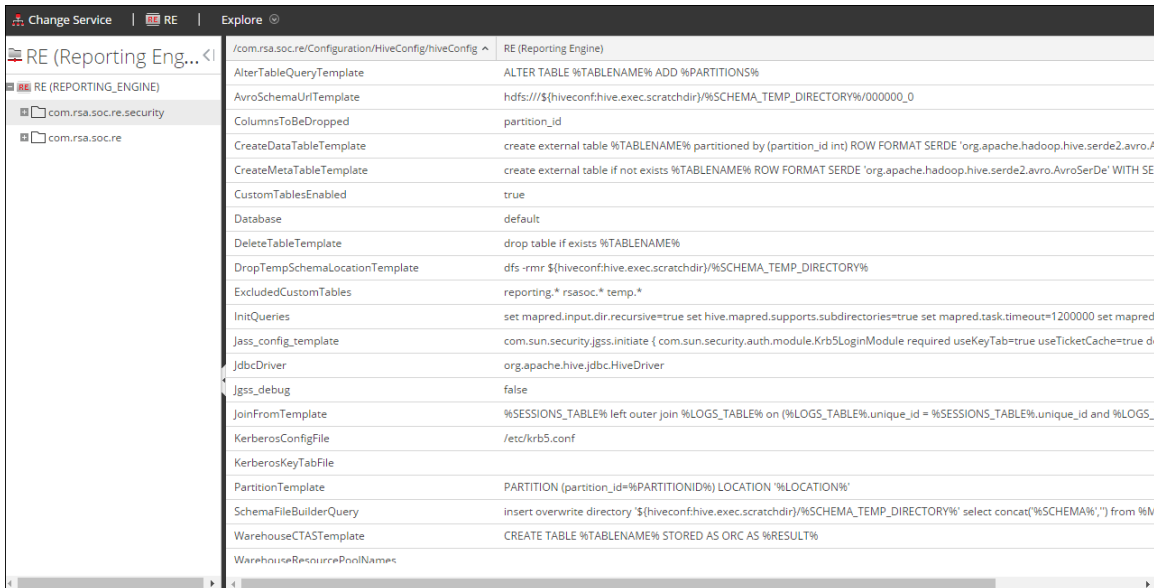 Change Service | RE RE | Explore
RE (Reporting Eng...
RE RE (REPORTING_ENGINE)
com.rsa.soc.re.security
com.rsa.soc.re
/com.rsa.soc.re/Configuration/HiveConfig/hiveConfig RE (Reporting Engine)
AlterTableQueryTemplate ALTER TABLE %TABLENAME% ADD %PARTITIONS%
AvroSchemaUrlTemplate hdfs:///${hiveconf:hive.exec.scratchdir}/%SCHEMA_TEMP_DIRECTORY%/000000_0
ColumnsToBeDropped partition_id
CreateDataTableTemplate create external table %TABLENAME% partitioned by (partition_id int) ROW FORMAT SERDE 'org.apache.hadoop.hive.serde2.avro.A
CreateMetaTableTemplate create external table if not exists %TABLENAME% ROW FORMAT SERDE 'org.apache.hadoop.hive.serde2.avro.AvroSerDe' WITH SE
CustomTablesEnabled true
Database default
DeleteTableTemplate drop table if exists %TABLENAME%
DropTempSchemaLocationTemplate dfs -rmr ${hiveconf:hive.exec.scratchdir}/%SCHEMA_TEMP_DIRECTORY%
ExcludedCustomTables reporting.* rsasoc.* temp.*
InitQueries set mapred.input.dir.recursive=true set hive.mapred.supports.subdirectories=true set mapred.task.timeout=1200000 set mapred
Jass_config_template com.sun.security.jgss.initiate { com.sun.security.auth.module.Krb5LoginModule required useKeyTab=true useTicketCache=true d
JdbcDriver org.apache.hive.jdbc.HiveDriver
Jgss_debug false
JoinFromTemplate %SESSIONS_TABLE% left outer join %LOGS_TABLE% on (%LOGS_TABLE%.unique_id = %SESSIONS_TABLE%.unique_id and %LOGS_
KerberosConfigFile /etc/krb5.conf
KerberosKeyTabFile
PartitionTemplate PARTITION (partition_id=%PARTITIONID%) LOCATION '%LOCATION%'
SchemaFileBuilderQuery insert overwrite directory '${hiveconf:hive.exec.scratchdir}/%SCHEMA_TEMP_DIRECTORY%' select concat('%SCHEMA%','') from %M
WarehouseCTASTemplate CREATE TABLE %TABLENAME% STORED AS ORC AS %RESULT%
WarehouseResourcePoolNames